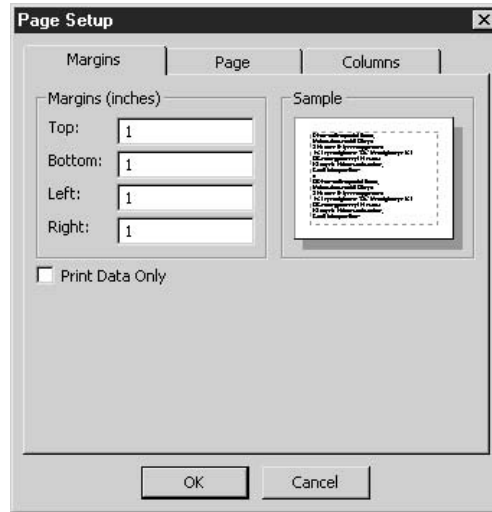 Page Setup
Margins Page Columns
Margins (inches)
Top: 1
Bottom: 1
Left: 1
Right: 1
Sample
Print Data Only
OK Cancel